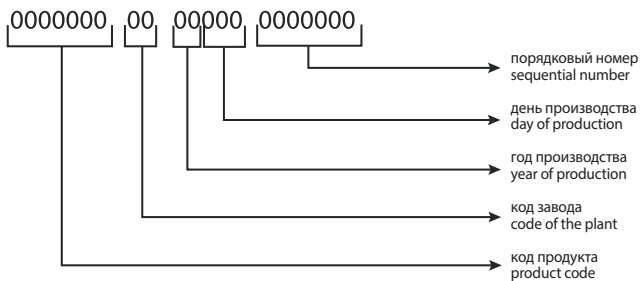 0000000 00 00000 0000000
порядковый номер
sequential number
день производства
day of production
год производства
year of production
код завода
code of the plant
код продукта
product code